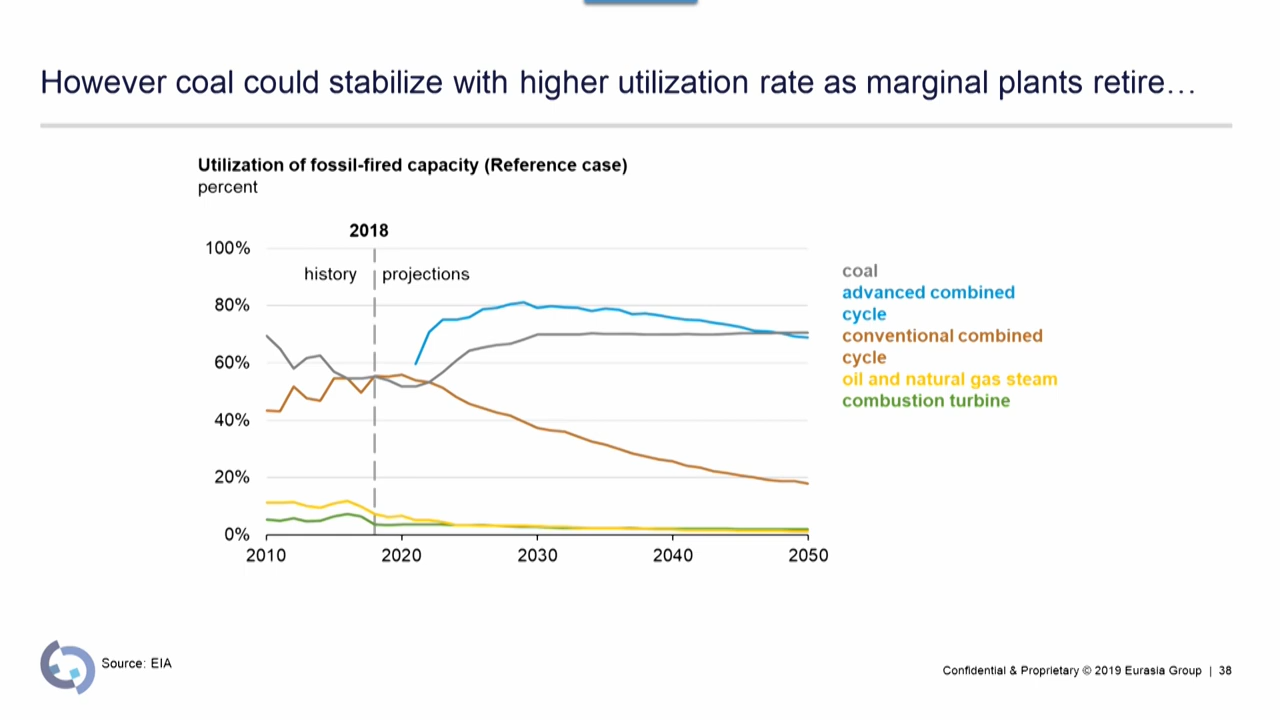 However coal could stabilize with higher utilization rate as marginal plants retire…
Utilization of fossil-fired capacity (Reference case)
percent
2018
100%
history
projections
80%
60%
40%
20%
0%
2010
2020
2030
2040
2050
coal
advanced combined
cycle
conventional combined
cycle
oil and natural gas steam
combustion turbine
Source: EIA
Confidential & Proprietary © 2019 Eurasia Group | 38